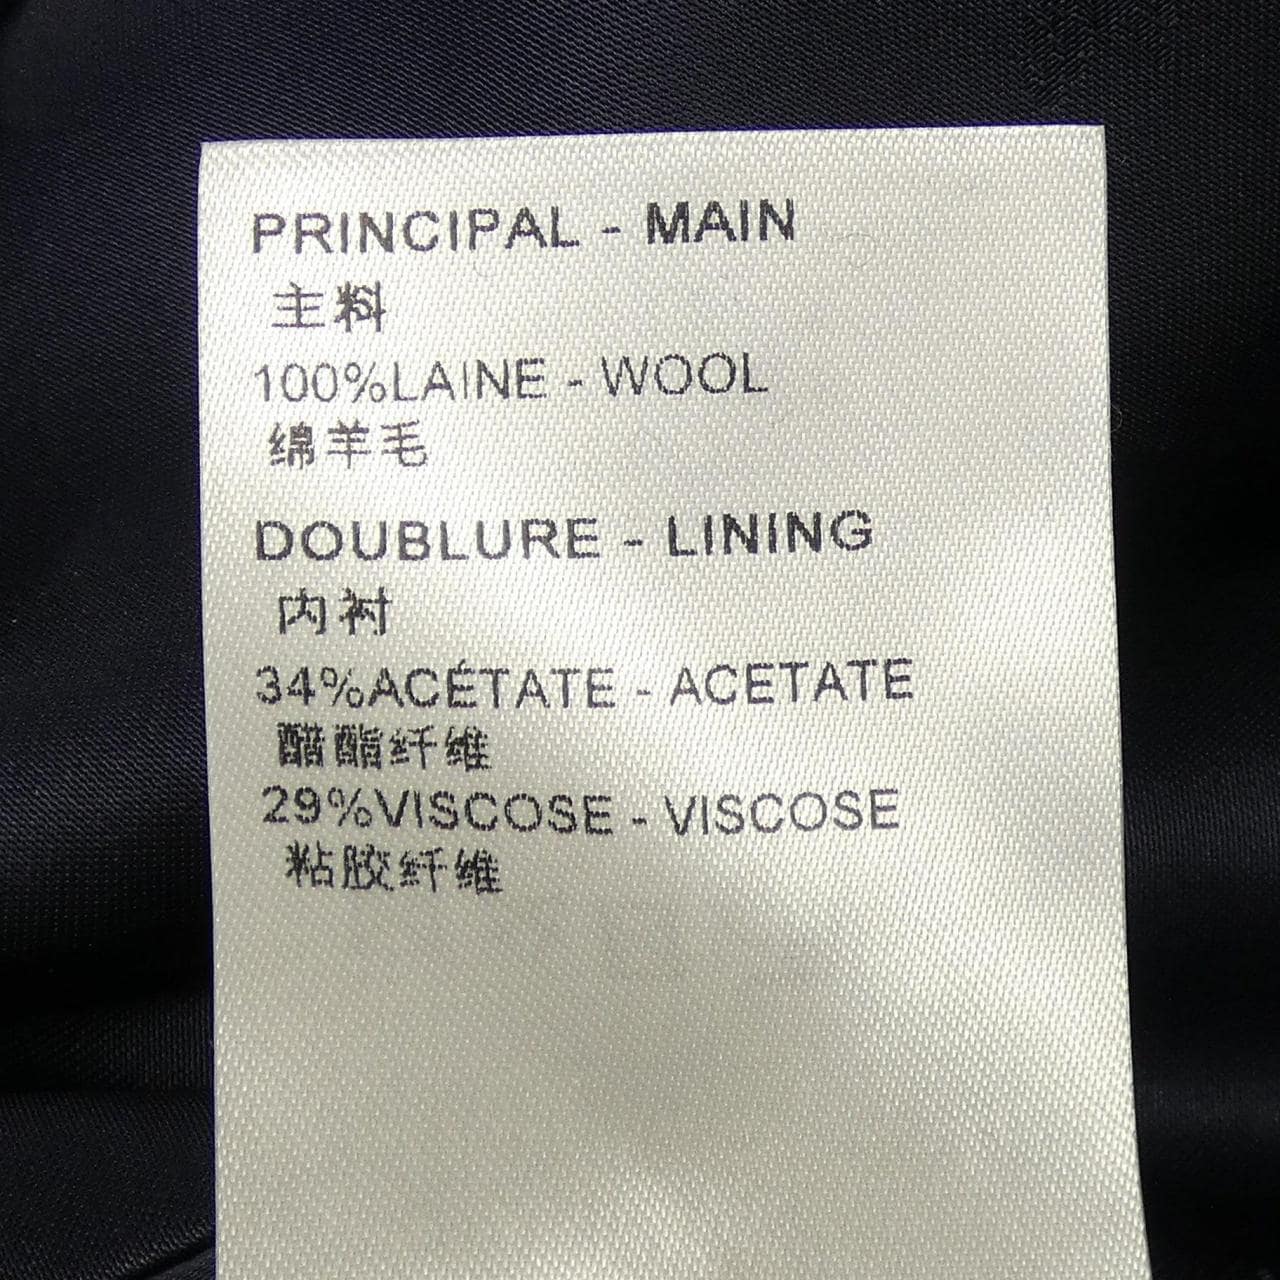 PRINCIPAL - MAIN
主料
100%LAINE - WOOL
绵羊毛
DOUBLURE - LINING
内衬
34%ACÉTATE - ACETATE
醋酯纤维
29%VISCOSE - VISCOSE
粘胶纤维